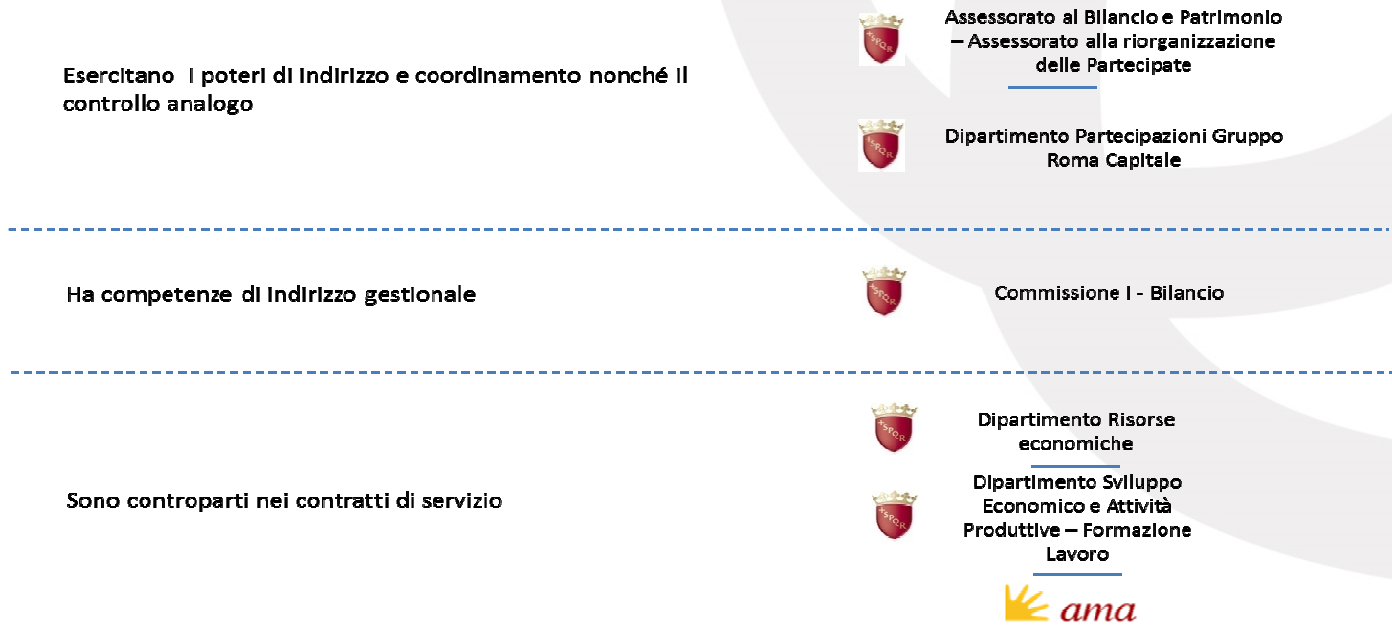 Esercitano i poteri di indirizzo e coordinamento nonché il
controllo analogo
Assessorato al Bilancio e Patrimonio
– Assessorato alla riorganizzazione
delle Partecipate
Dipartimento Partecipazioni Gruppo
Roma Capitale
Ha competenze di indirizzo gestionale
Commissione I - Bilancio
Sono controparti nei contratti di servizio
Dipartimento Risorse
economiche
Dipartimento Sviluppo
Economico e Attività
Produttive – Formazione
Lavoro
ama